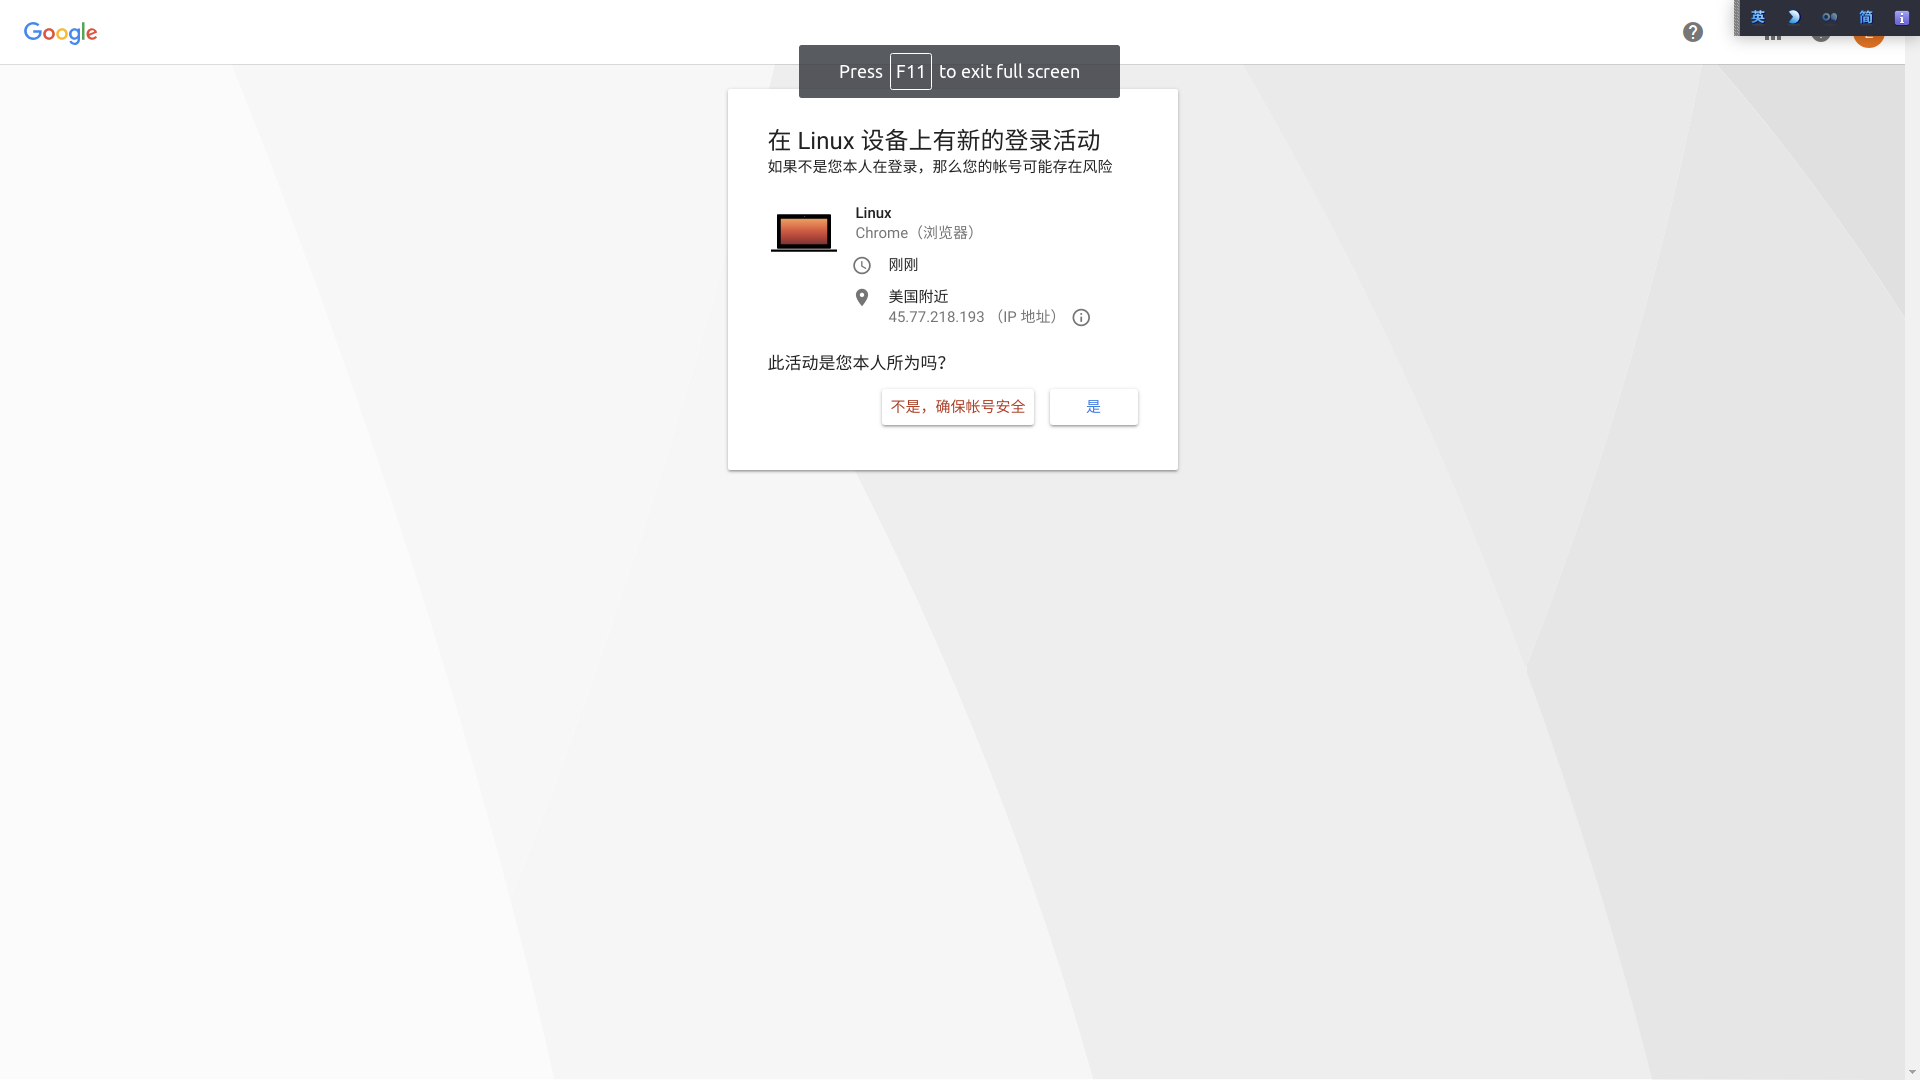 Google
英 简
Press F11 to exit full screen
在 Linux 设备上有新的登录活动
如果不是您本人在登录，那么您的帐号可能存在风险
Linux
Chrome（浏览器）
刚刚
美国附近
45.77.218.193 （IP 地址）
此活动是您本人所为吗？
不是，确保帐号安全 是